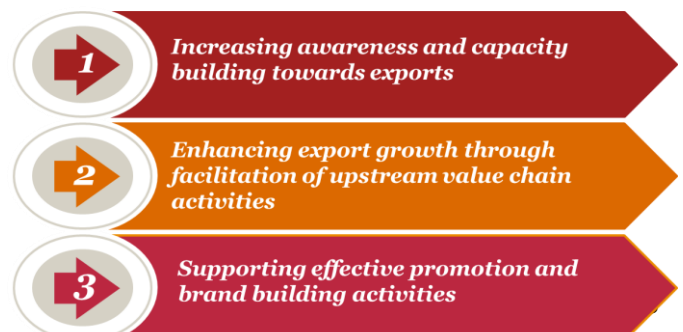 1
Increasing awareness and capacity
building towards exports
2
Enhancing export growth through
facilitation of upstream value chain
activities
3
Supporting effective promotion and
brand building activities